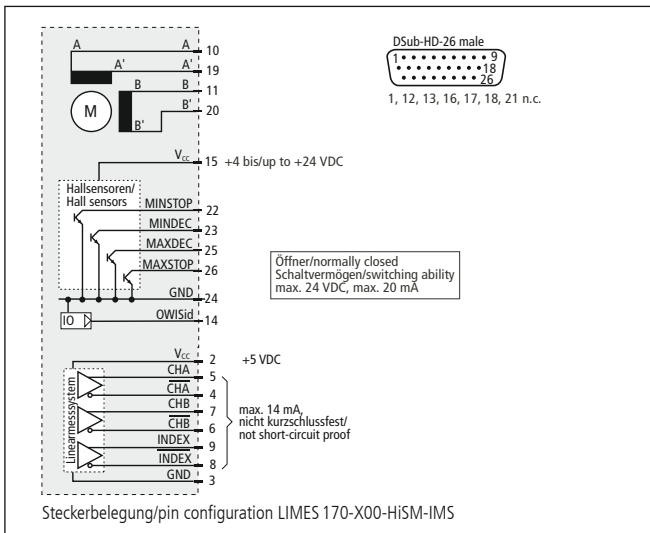 DSub-HD-26 male
1 9
18
26
1, 12, 13, 16, 17, 18, 21 n.c.
A A 10
A' A' 19
B B 11
B' B' 20
M
Vcc 15 +4 bis/up to +24 VDC
Hallsensoren/
Hall sensors
MINSTOP 22
MINDEC 23
MAXDEC 25
MAXSTOP 26
GND 24
IO OWISid 14
Öffner/normally closed
Schaltvermögen/switching ability
max. 24 VDC, max. 20 mA
Vcc 2 +5 VDC
CHA 5
C̅H̅A̅ 4
CHB 7
C̅H̅B̅ 6
INDEX 9
I̅N̅D̅E̅X̅ 8
GND 3
Linearmesssystem
max. 14 mA,
nicht kurzschlussfest/
not short-circuit proof
Steckerbelegung/pin configuration LIMES 170-X00-HiSM-IMS